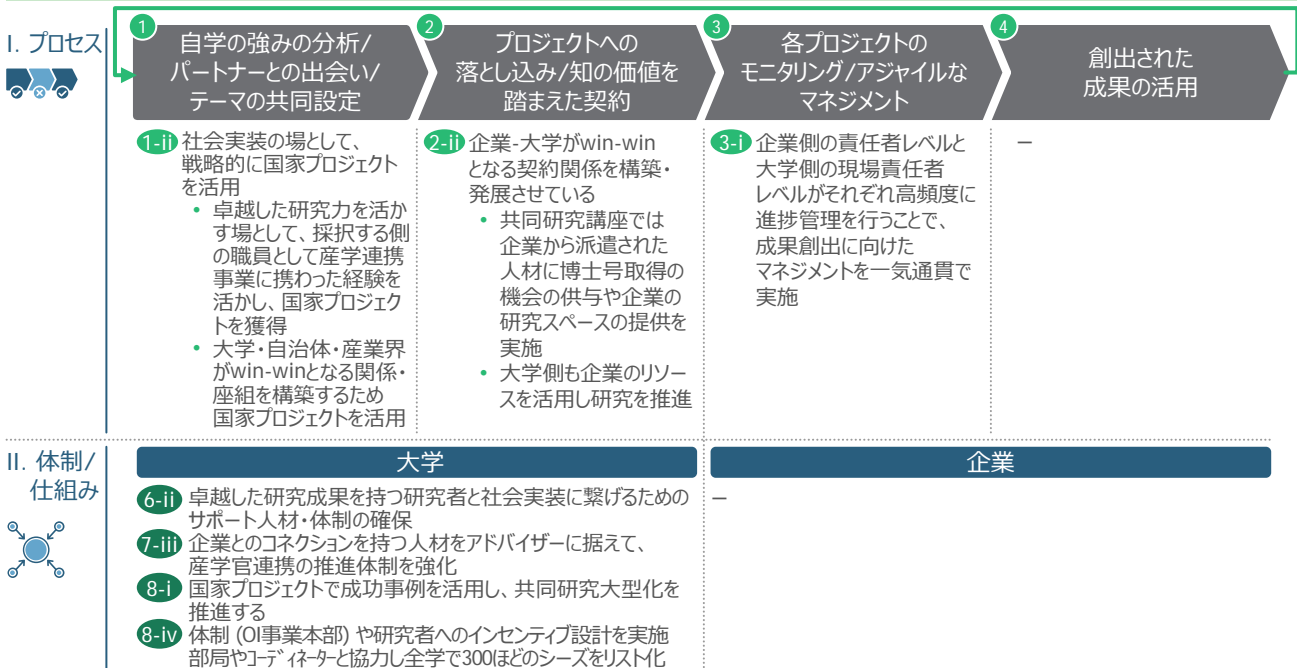 I. プロセス
1
自学の強みの分析/
パートナーとの出会い/
テーマの共同設定
2
プロジェクトへの
落とし込み/知の価値を
踏まえた契約
3
各プロジェクトの
モニタリング/アジャイルな
マネジメント
4
創出された
成果の活用
1-ii 社会実装の場として、
戦略的に国家プロジェクト
を活用
• 卓越した研究力を活か
す場として、採択する側
の職員として産学連携
事業に携わった経験を
活かし、国家プロジェク
トを獲得
• 大学・自治体・産業界
がwin-winとなる関係・
座組を構築するため
国家プロジェクトを活用
2-ii 企業-大学がwin-win
となる契約関係を構築・
発展させている
• 共同研究講座では
企業から派遣された
人材に博士号取得の
機会の供与や企業の
研究スペースの提供を
実施
• 大学側も企業のリソー
スを活用し研究を推進
3-i 企業側の責任者レベルと
大学側の現場責任者
レベルがそれぞれ高頻度に
進捗管理を行うことで、
成果創出に向けた
マネジメントを一気通貫で
実施
–
II. 体制/
仕組み
大学
6-ii 卓越した研究成果を持つ研究者と社会実装に繋げるための
サポート人材・体制の確保
7-iii 企業とのコネクションを持つ人材をアドバイザーに据えて、
産学官連携の推進体制を強化
8-i 国家プロジェクトで成功事例を活用し、共同研究大型化を
推進する
8-iv 体制 (OI事業本部) や研究者へのインセンティブ設計を実施
部局やコーディネーターと協力し全学で300ほどのシーズをリスト化
企業
–